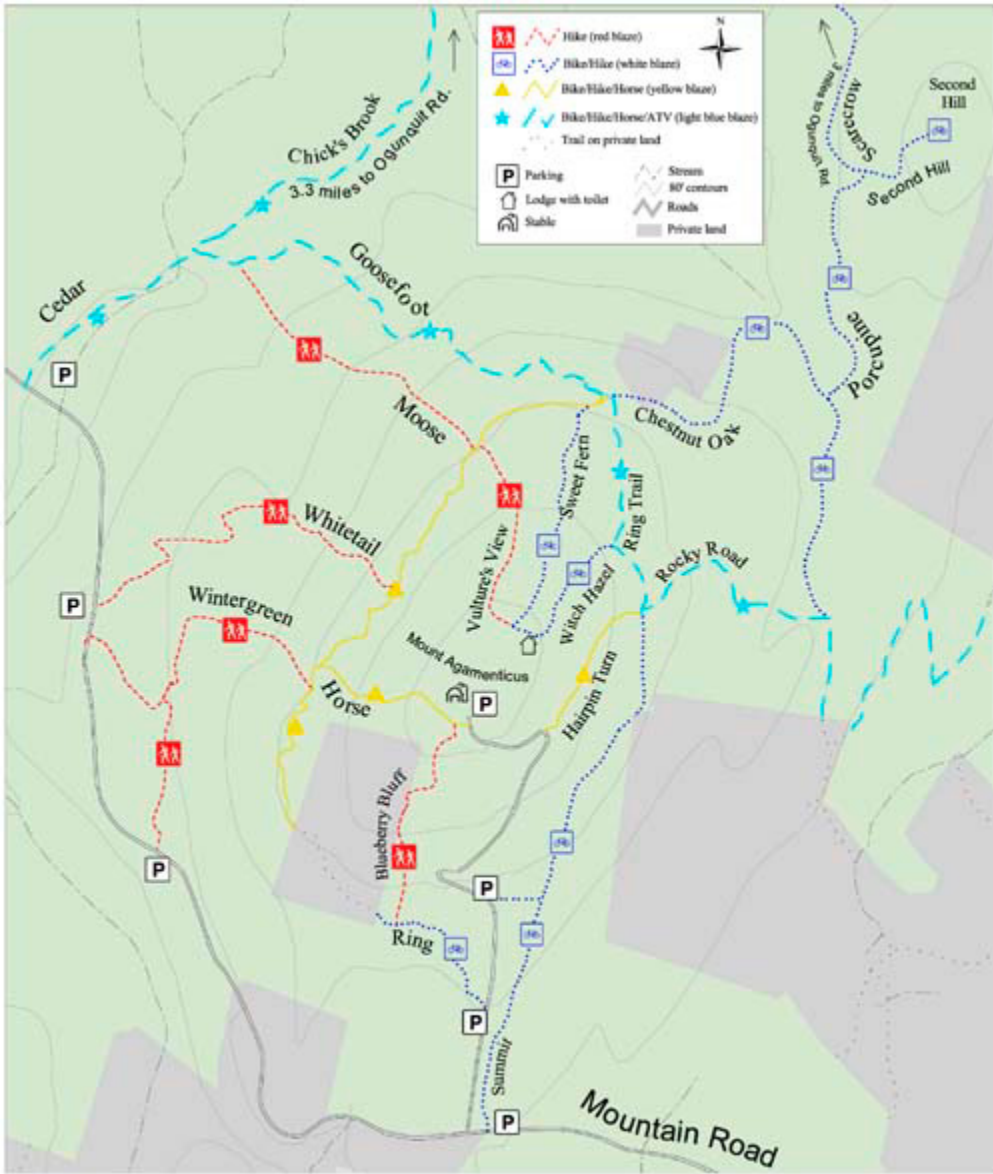 N
Hike (red blaze)
Bike/Hike (white blaze)
Bike/Hike/Horse (yellow blaze)
Bike/Hike/Horse/ATV (light blue blaze)
Trail on private land
P Parking
Lodge with toilet
Stable
Stream
80' contours
Roads
Private land
Chick's Brook
3.3 miles to Ogunquit Rd.
3 miles to Ogunquit Rd.
Scarecrow
Second
Hill
Second Hill
Cedar
Goosefoot
P
Porcupine
Moose
Chestnut Oak
Sweet Fern
Ring Trail
Whitetail
Vulture's View
Rocky Road
P
Wintergreen
Witch Hazel
Mount Agamenticus
Horse
P
Hairpin Turn
Blueberry Bluff
P
P
Ring
P
Summit
P
Mountain Road